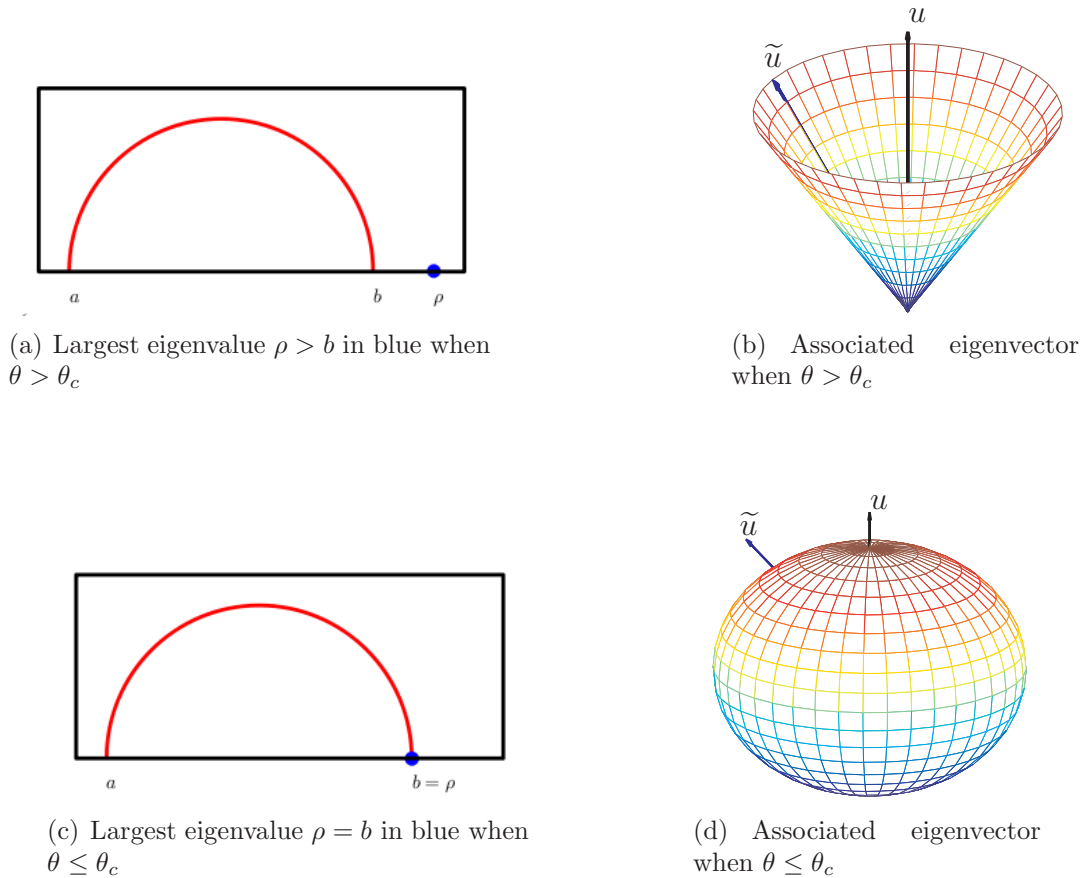 u
ũ
a b ρ
(a) Largest eigenvalue ρ > b in blue when
θ > θ_c
(b) Associated eigenvector
when θ > θ_c
u
ũ
a b = ρ
(c) Largest eigenvalue ρ = b in blue when
θ ≤ θ_c
(d) Associated eigenvector
when θ ≤ θ_c